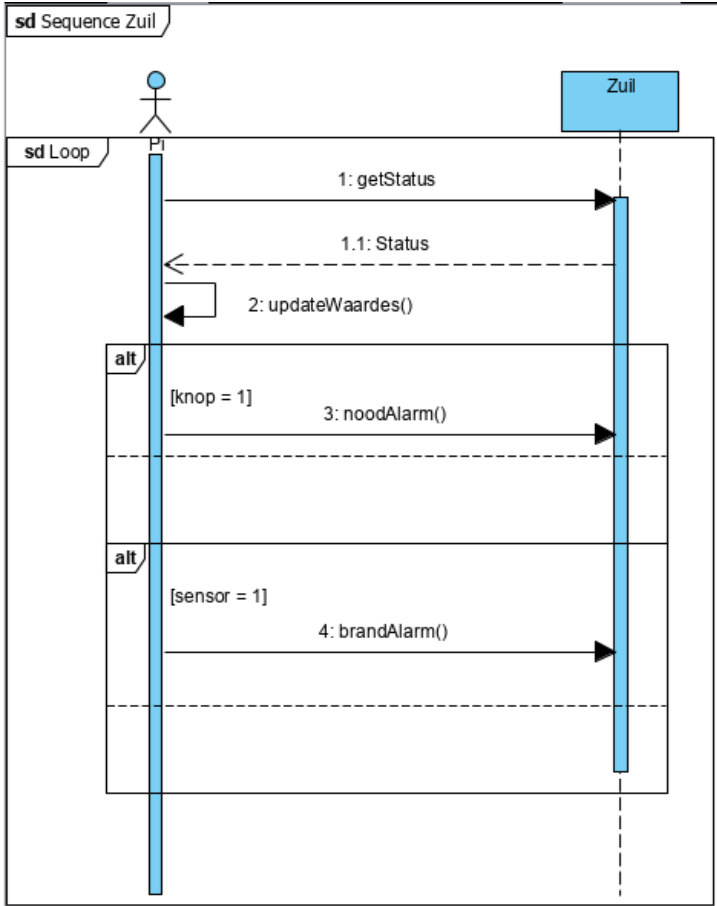 sd Sequence Zuil
Zuil
Pi
sd Loop
1: getStatus
1.1: Status
2: updateWaardes()
alt
[knop = 1]
3: noodAlarm()
alt
[sensor = 1]
4: brandAlarm()